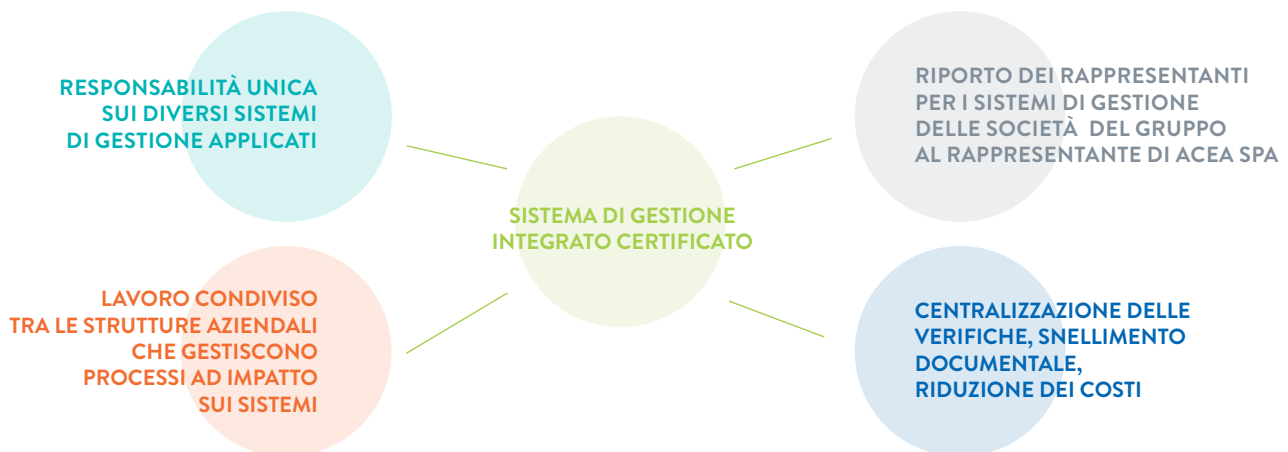 RESPONSABILITÀ UNICA
SUI DIVERSI SISTEMI
DI GESTIONE APPLICATI
RIPORTO DEI RAPPRESENTANTI
PER I SISTEMI DI GESTIONE
DELLE SOCIETÀ DEL GRUPPO
AL RAPPRESENTANTE DI ACEA SPA
SISTEMA DI GESTIONE
INTEGRATO CERTIFICATO
LAVORO CONDIVISO
TRA LE STRUTTURE AZIENDALI
CHE GESTISCONO
PROCESSI AD IMPATTO
SUI SISTEMI
CENTRALIZZAZIONE DELLE
VERIFICHE, SNELLIMENTO
DOCUMENTALE,
RIDUZIONE DEI COSTI